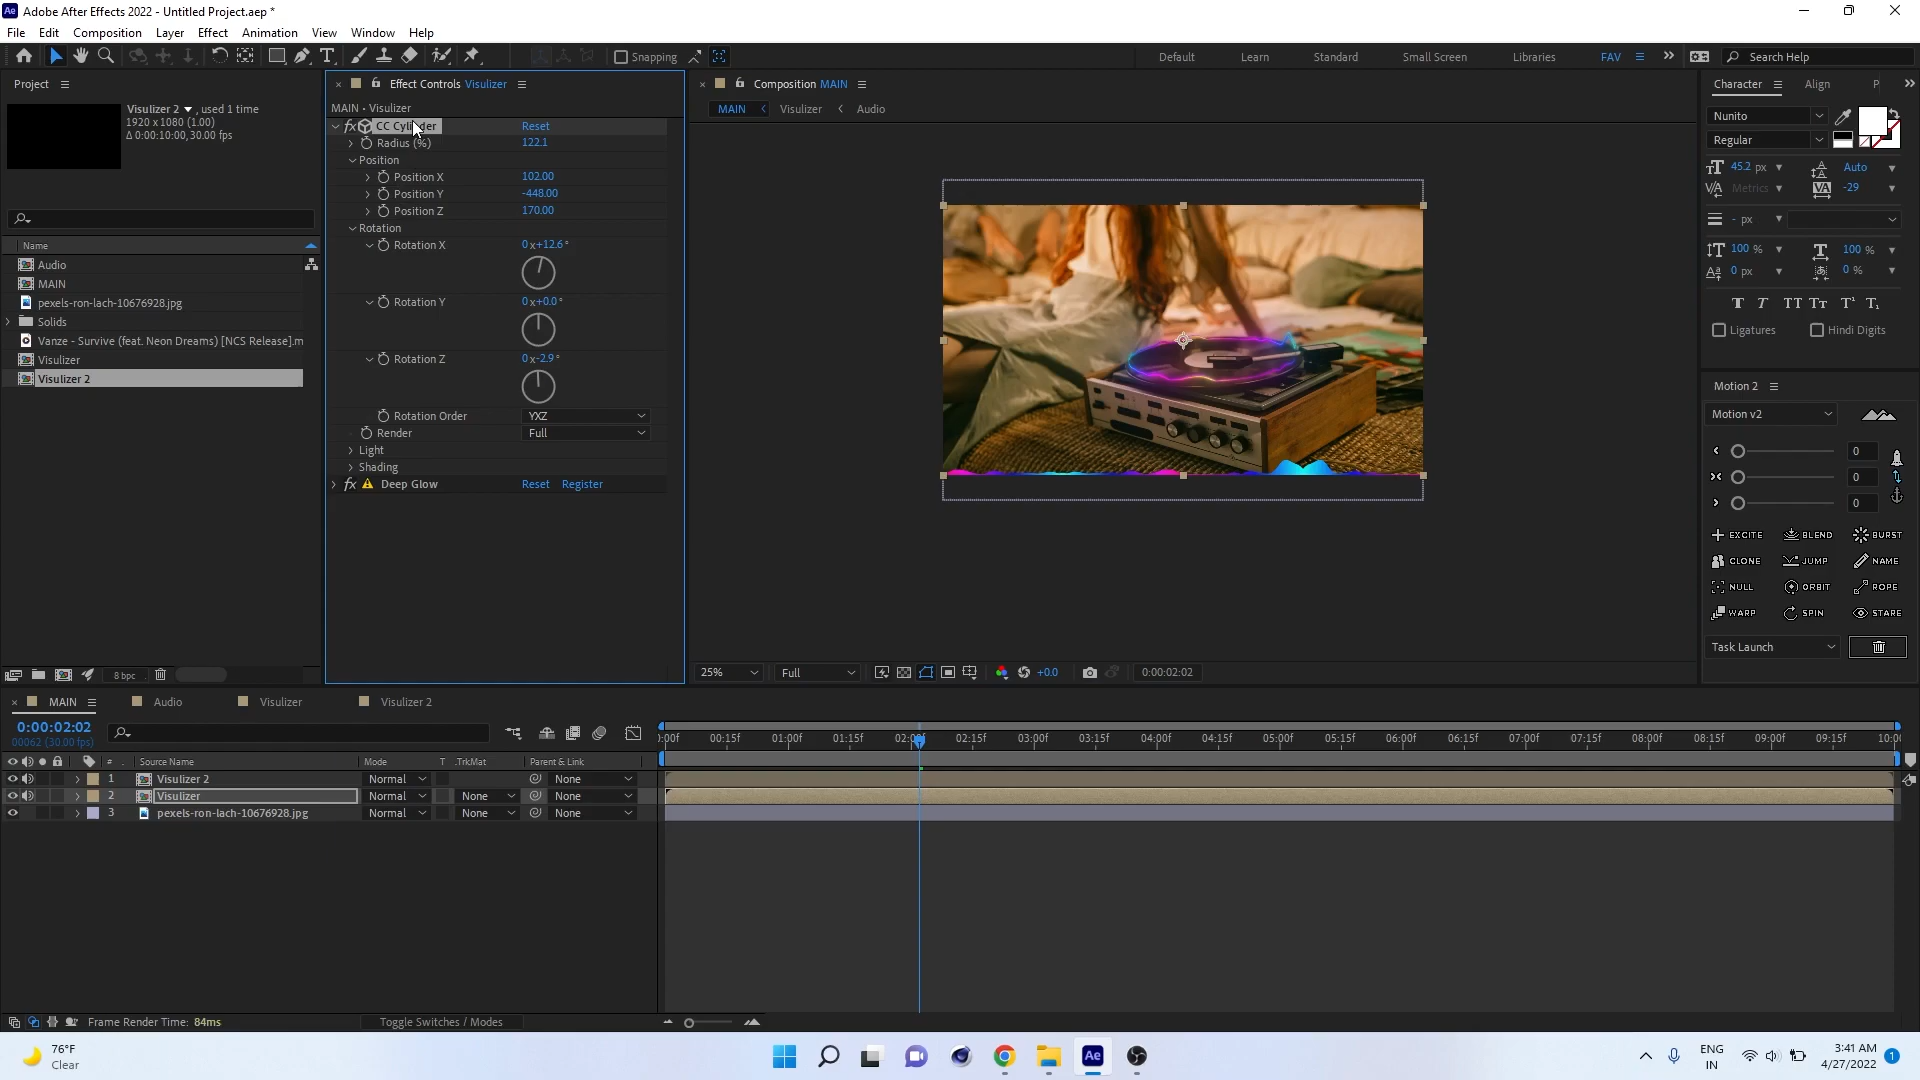 Adobe After Effects 2022 - Untitled Project.aep *
File Edit Composition Layer Effect Animation View Window Help
Snapping Default Learn Standard Small Screen Libraries FAV Search Help
Project
Visulizer 2 , used 1 time
1920 x 1080 (1.00)
Δ 0:00:10:00, 30.00 fps
Name
Audio
MAIN
pexels-ron-lach-10676928.jpg
Solids
Vanze - Survive (feat. Neon Dreams) [NCS Release].m
Visulizer
Visulizer 2
8 bpc
Effect Controls Visulizer
MAIN • Visulizer
fx CC Cylinder Reset
Radius (%) 122.1
Position
Position X 102.00
Position Y -448.00
Position Z 170.00
Rotation
Rotation X 0x+12.6°
Rotation Y 0x+0.0°
Rotation Z 0x-2.9°
Rotation Order YXZ
Render Full
Light
Shading
fx Deep Glow Reset Register
Composition MAIN
MAIN Visulizer Audio
25% Full +0.0 0:00:02:02
Character Align P
Nunito
Regular
45.2 px Auto
Metrics -29
- px
100 % 100 %
0 px 0 %
Ligatures Hindi Digits
Motion 2
Motion v2
0
0
0
EXCITE BLEND BURST
CLONE JUMP NAME
NULL ORBIT ROPE
WARP SPIN STARE
Task Launch
MAIN Audio Visulizer Visulizer 2
0:00:02:02
00062 (30.00 fps)
:00f 00:15f 01:00f 01:15f 02:00f 02:15f 03:00f 03:15f 04:00f 04:15f 05:00f 05:15f 06:00f 06:15f 07:00f 07:15f 08:00f 08:15f 09:00f 09:15f 10:00
# Source Name Mode T .TrkMat Parent & Link
1 Visulizer 2 Normal None
2 Visulizer Normal None None
3 pexels-ron-lach-10676928.jpg Normal None None
Frame Render Time: 84ms Toggle Switches / Modes
76°F
Clear
ENG
IN
3:41 AM
4/27/2022
1